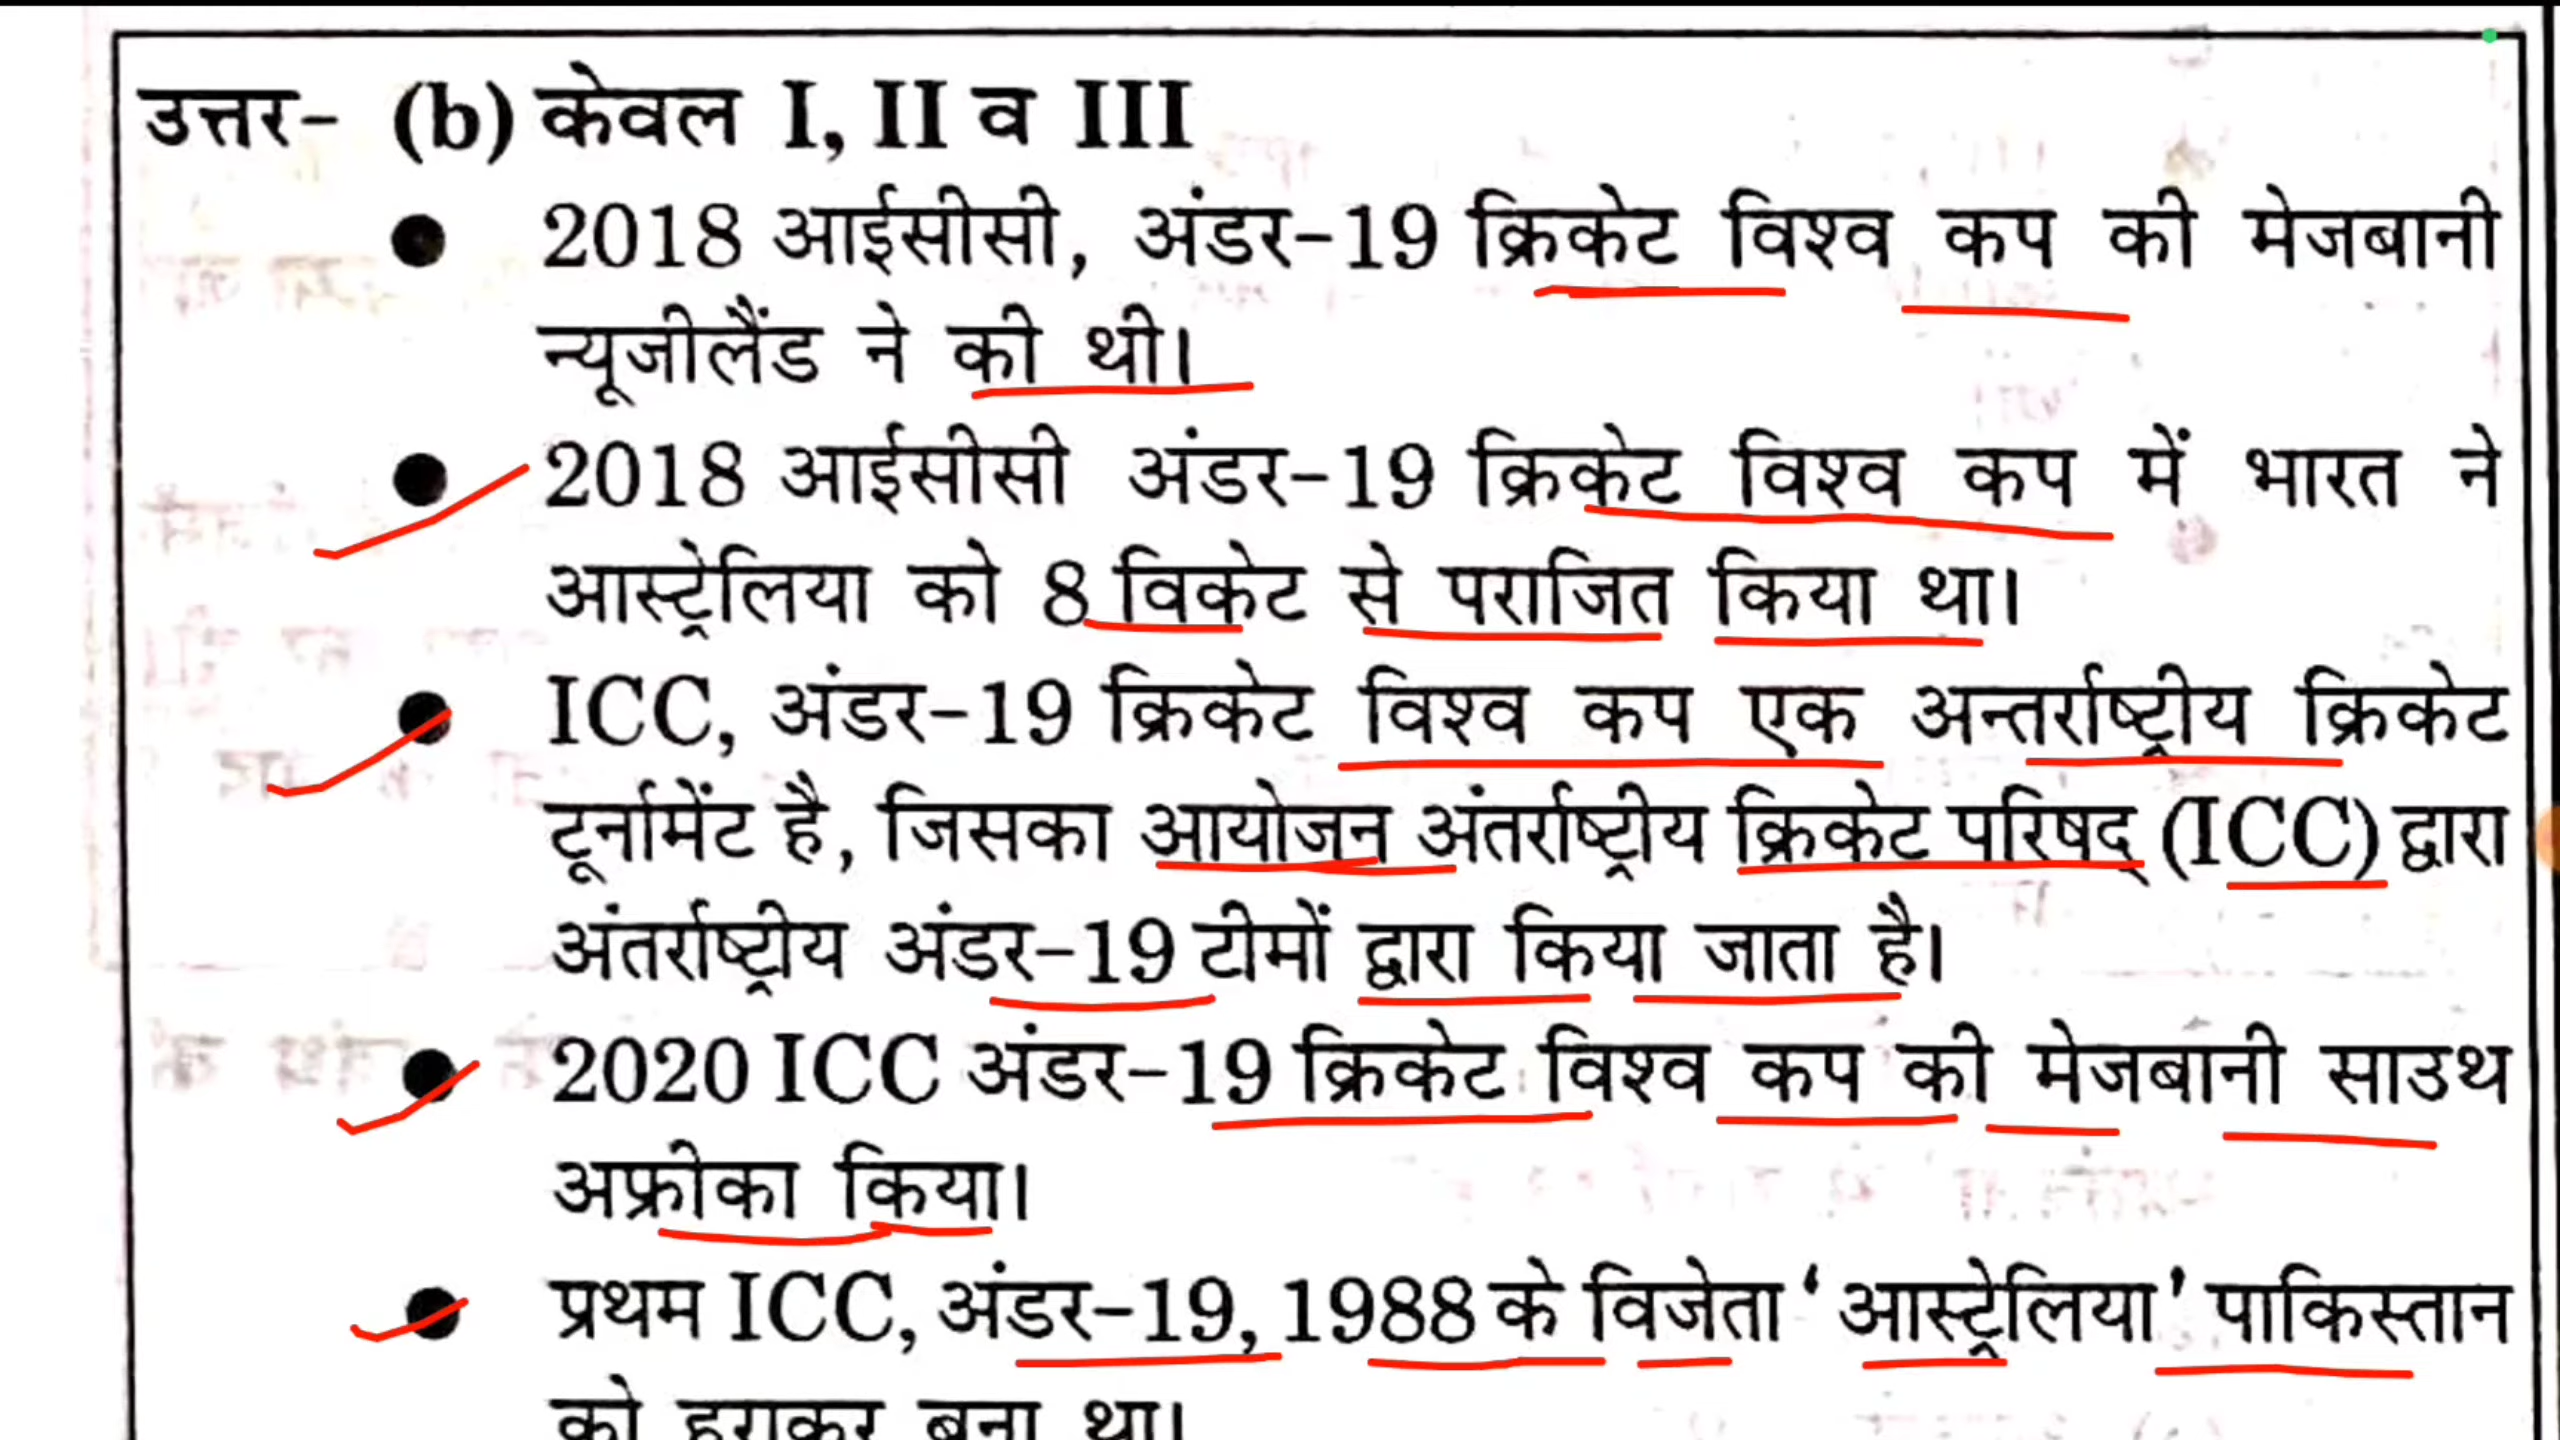 उत्तर- (b) केवल I, II व III
● 2018 आईसीसी, अंडर-19 क्रिकेट विश्व कप की मेजबानी
न्यूजीलैंड ने की थी।
● 2018 आईसीसी अंडर-19 क्रिकेट विश्व कप में भारत ने
आस्ट्रेलिया को 8 विकेट से पराजित किया था।
● ICC, अंडर-19 क्रिकेट विश्व कप एक अन्तर्राष्ट्रीय क्रिकेट
टूर्नामेंट है, जिसका आयोजन अंतर्राष्ट्रीय क्रिकेट परिषद् (ICC) द्वारा
अंतर्राष्ट्रीय अंडर-19 टीमों द्वारा किया जाता है।
● 2020 ICC अंडर-19 क्रिकेट विश्व कप की मेजबानी साउथ
अफ्रीका किया।
● प्रथम ICC, अंडर-19, 1988 के विजेता ‘आस्ट्रेलिया’ पाकिस्तान
को हराकर बना था।